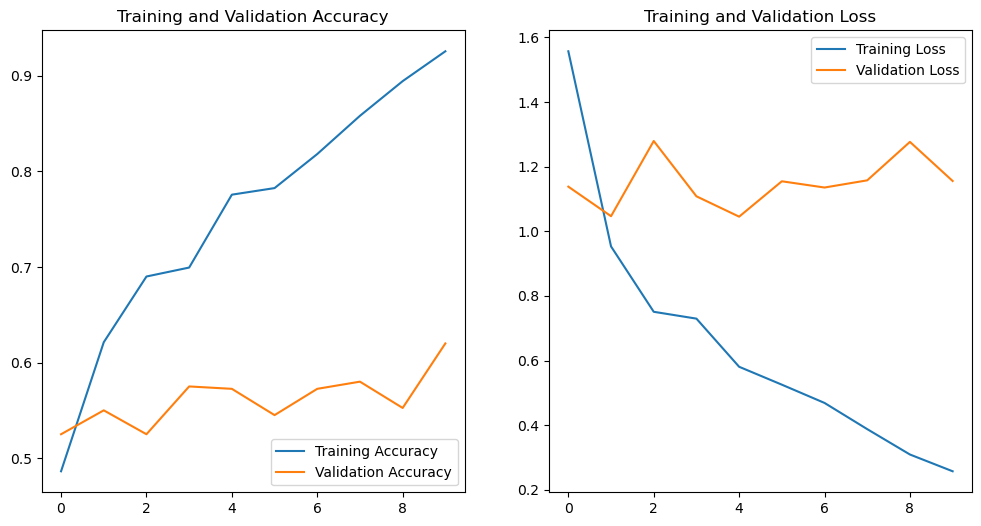 Training and Validation Accuracy
0.9
0.8
0.7
0.6
0.5
0 2 4 6 8
Training Accuracy
Validation Accuracy
Training and Validation Loss
1.6
1.4
1.2
1.0
0.8
0.6
0.4
0.2
0 2 4 6 8
Training Loss
Validation Loss